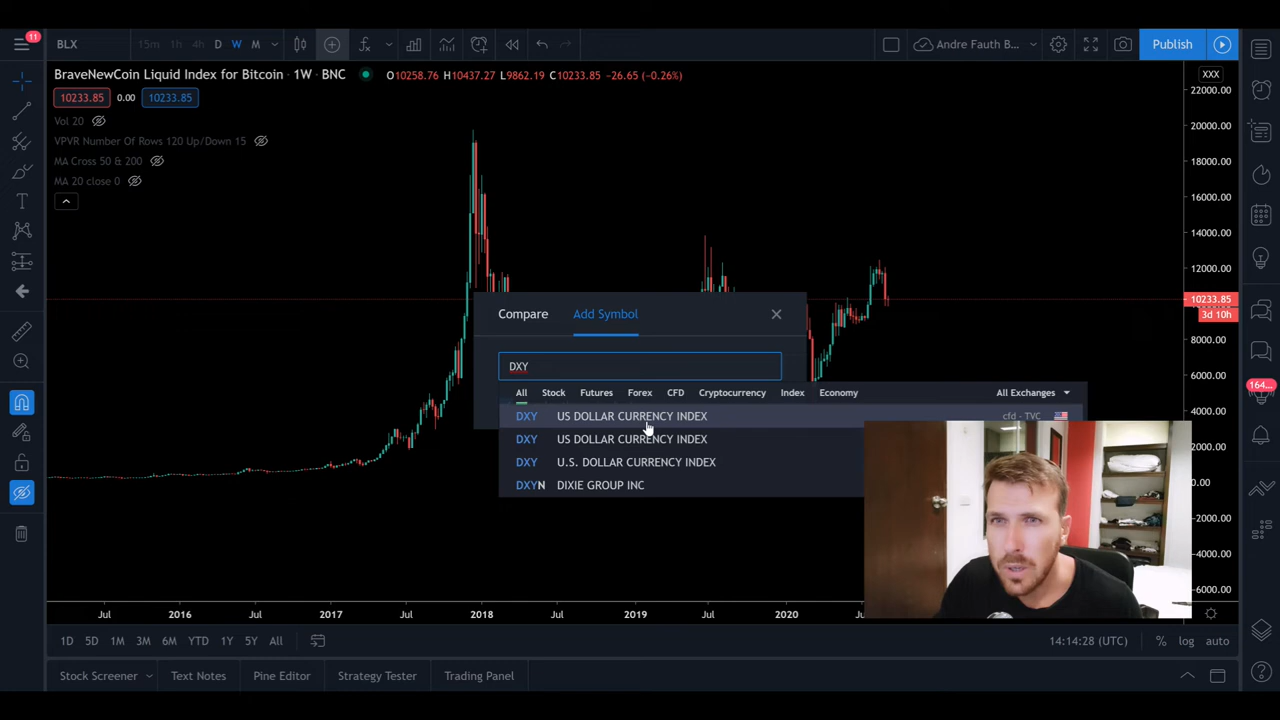 11
BLX
15m 1h 4h D W M
Andre Fauth B...
Publish
BraveNewCoin Liquid Index for Bitcoin · 1W · BNC
O10258.76 H10437.27 L9862.19 C10233.85 -26.65 (-0.26%)
XXX
10233.85 0.00 10233.85
Vol 20
VPVR Number Of Rows 120 Up/Down 15
MA Cross 50 & 200
MA 20 close 0
22000.00
20000.00
18000.00
16000.00
14000.00
12000.00
10233.85
3d 10h
8000.00
6000.00
4000.00
2000.00
0.00
-2000.00
-4000.00
-6000.00
164...
Compare Add Symbol
DXY
All Stock Futures Forex CFD Cryptocurrency Index Economy All Exchanges
DXY US DOLLAR CURRENCY INDEX cfd - TVC
DXY US DOLLAR CURRENCY INDEX
DXY U.S. DOLLAR CURRENCY INDEX
DXYN DIXIE GROUP INC
Jul 2016 Jul 2017 Jul 2018 Jul 2019 Jul 2020
1D 5D 1M 3M 6M YTD 1Y 5Y All
14:14:28 (UTC) % log auto
Stock Screener Text Notes Pine Editor Strategy Tester Trading Panel